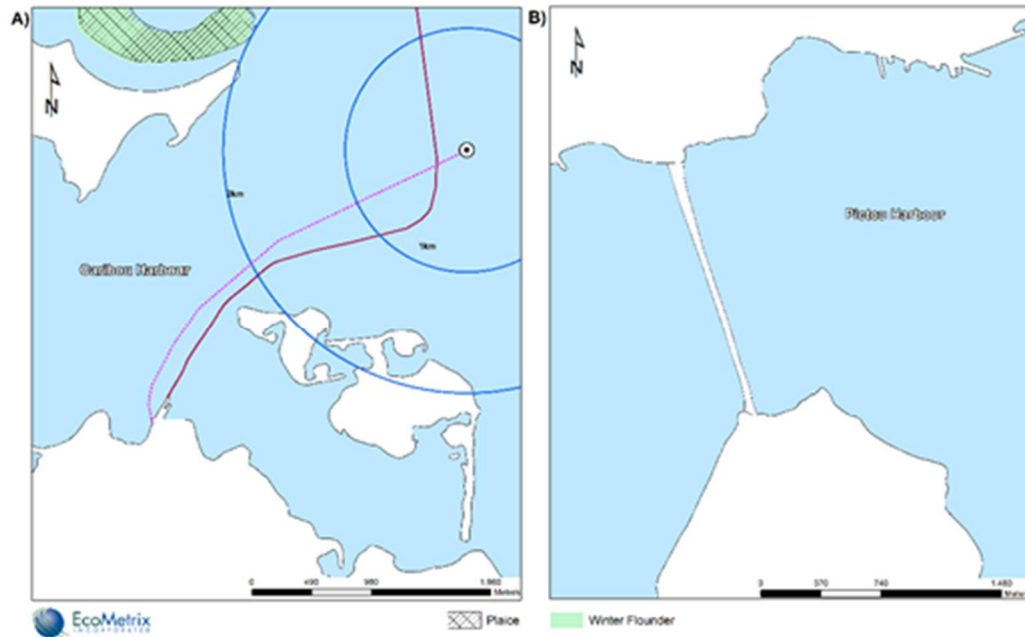 A)
N
2km
1km
Caribou Harbour
0 490 980 1,960
Meters
B)
N
Pictou Harbour
0 370 740 1,480
Meters
EcoMetrix
INCORPORATED
Plaice
Winter Flounder